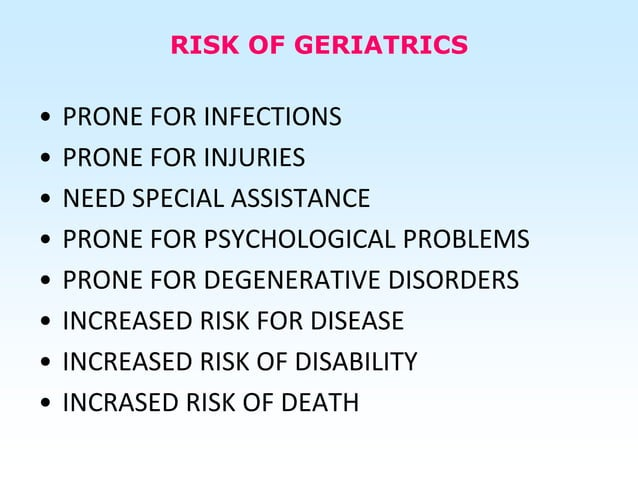 RISK OF GERIATRICS
• PRONE FOR INFECTIONS
• PRONE FOR INJURIES
• NEED SPECIAL ASSISTANCE
• PRONE FOR PSYCHOLOGICAL PROBLEMS
• PRONE FOR DEGENERATIVE DISORDERS
• INCREASED RISK FOR DISEASE
• INCREASED RISK OF DISABILITY
• INCRASED RISK OF DEATH